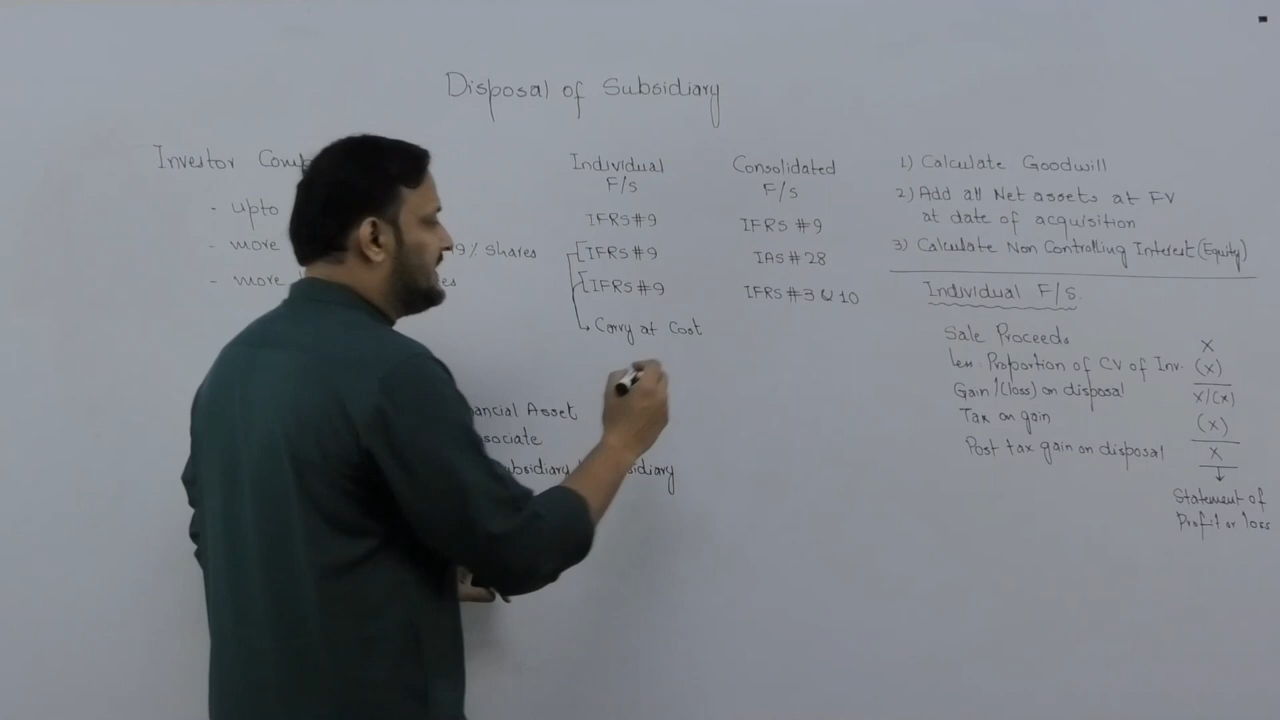 Disposal of Subsidiary
Investor
- upto
- more 9% Shares
- more
Individual
F/s
IFRS#9
[IFRS#9
[IFRS#9
Carry at Cost
Consolidated
F/s
IFRS #9
IAS #28
IFRS #3 & 10
ancial Asset
sociate
ubsidiary sidiary
1) Calculate Goodwill
2) Add all Net assets at FV
at date of acquisition
3) Calculate Non Controlling Interest (Equity)
Individual F/s.
Sale Proceeds X
less Proportion of CV of Inv. (X)
Gain/(loss) on disposal X/(X)
Tax on gain (X)
Post tax gain on disposal X
Statement of
Profit or loss